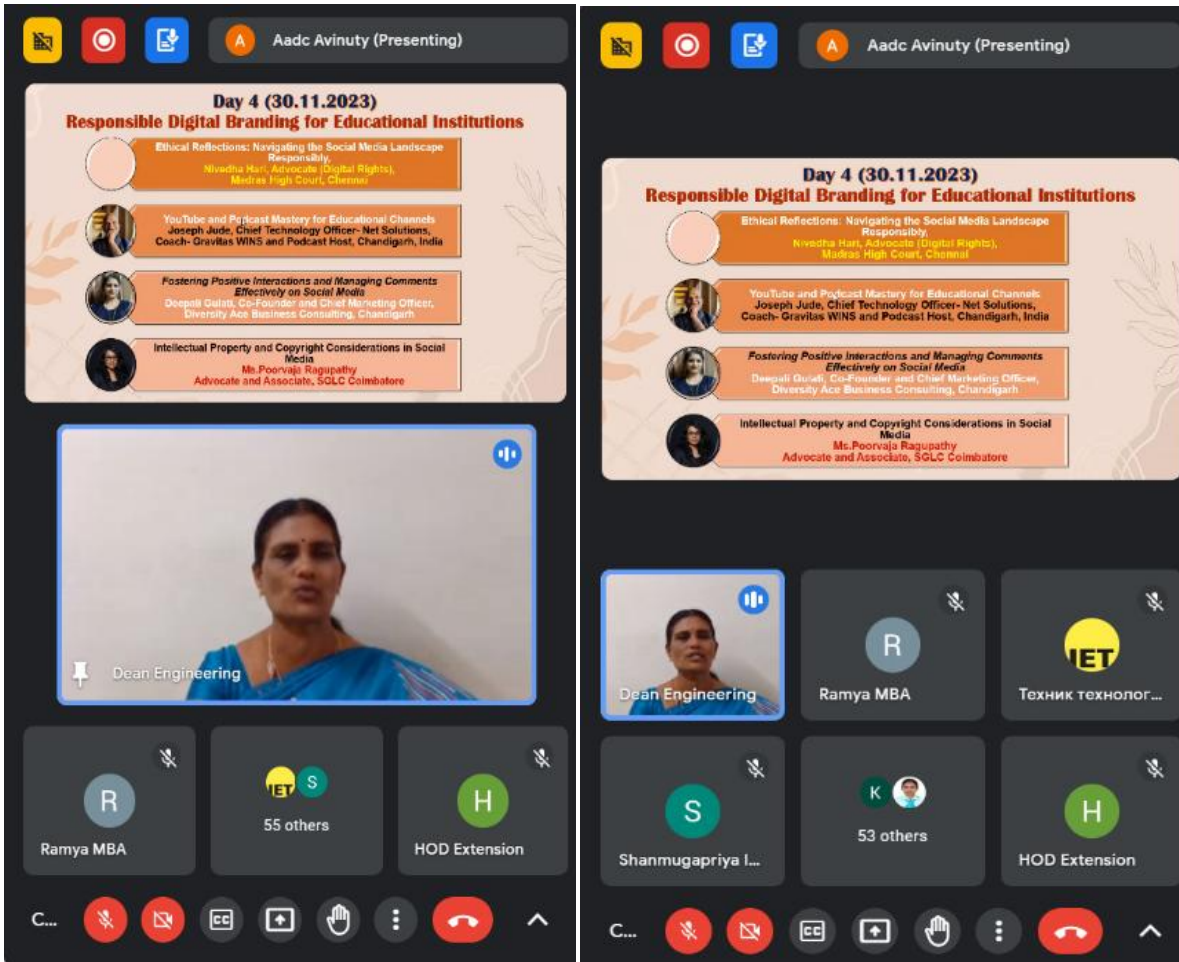 A Aadc Avinuty (Presenting)
Day 4 (30.11.2023)
Responsible Digital Branding for Educational Institutions
Ethical Reflections: Navigating the Social Media Landscape
Responsibly,
Nivedha Hari, Advocate (Digital Rights),
Madras High Court, Chennai
YouTube and Podcast Mastery for Educational Channels
Joseph Jude, Chief Technology Officer- Net Solutions,
Coach- Gravitas WINS and Podcast Host, Chandigarh, India
Fostering Positive Interactions and Managing Comments
Effectively on Social Media
Deepali Gulati, Co-Founder and Chief Marketing Officer,
Diversity Ace Business Consulting, Chandigarh
Intellectual Property and Copyright Considerations in Social
Media
Ms.Poorvaja Ragupathy
Advocate and Associate, SGLC Coimbatore
Dean Engineering
R
Ramya MBA
IET S
55 others
H
HOD Extension
C...
CC
A Aadc Avinuty (Presenting)
Day 4 (30.11.2023)
Responsible Digital Branding for Educational Institutions
Ethical Reflections: Navigating the Social Media Landscape
Responsibly,
Nivedha Hari, Advocate (Digital Rights),
Madras High Court, Chennai
YouTube and Podcast Mastery for Educational Channels
Joseph Jude, Chief Technology Officer- Net Solutions,
Coach- Gravitas WINS and Podcast Host, Chandigarh, India
Fostering Positive Interactions and Managing Comments
Effectively on Social Media
Deepali Gulati, Co-Founder and Chief Marketing Officer,
Diversity Ace Business Consulting, Chandigarh
Intellectual Property and Copyright Considerations in Social
Media
Ms.Poorvaja Ragupathy
Advocate and Associate, SGLC Coimbatore
Dean Engineering
R
Ramya MBA
IET
Техник технолог...
S
Shanmugapriya I...
K
53 others
H
HOD Extension
C...
CC